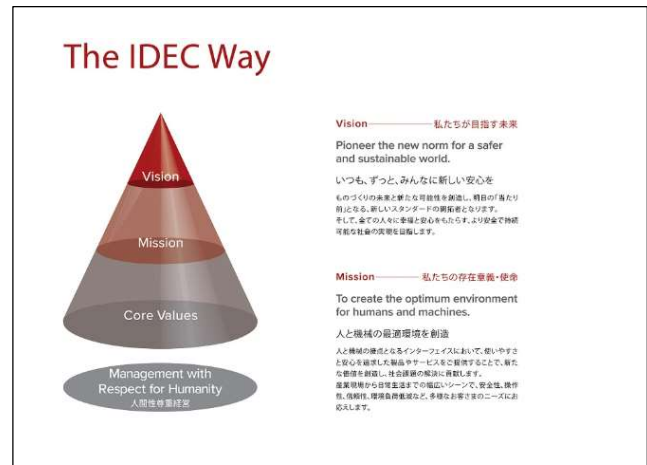 The IDEC Way
Vision
Mission
Core Values
Management with
Respect for Humanity
人間性尊重経営
Vision 私たちが目指す未来
Pioneer the new norm for a safer
and sustainable world.
いつも、ずっと、みんなに新しい安心を
ものづくりの未来と新たな可能性を創造し、明日の「当たり
前」となる、新しいスタンダードの開拓者となります。
そして、全ての人々に幸福と安心をもたらす、より安全で持続
可能な社会の実現を目指します。
Mission 私たちの存在意義・使命
To create the optimum environment
for humans and machines.
人と機械の最適環境を創造
人と機械の接点となるインターフェイスにおいて、使いやすさ
と安心を追求した製品やサービスをご提供することで、新た
な価値を創造し、社会課題の解決に貢献します。
産業現場から日常生活までの幅広いシーンで、安全性、操作
性、信頼性、環境負荷低減など、多様なお客さまのニーズにお
応えします。